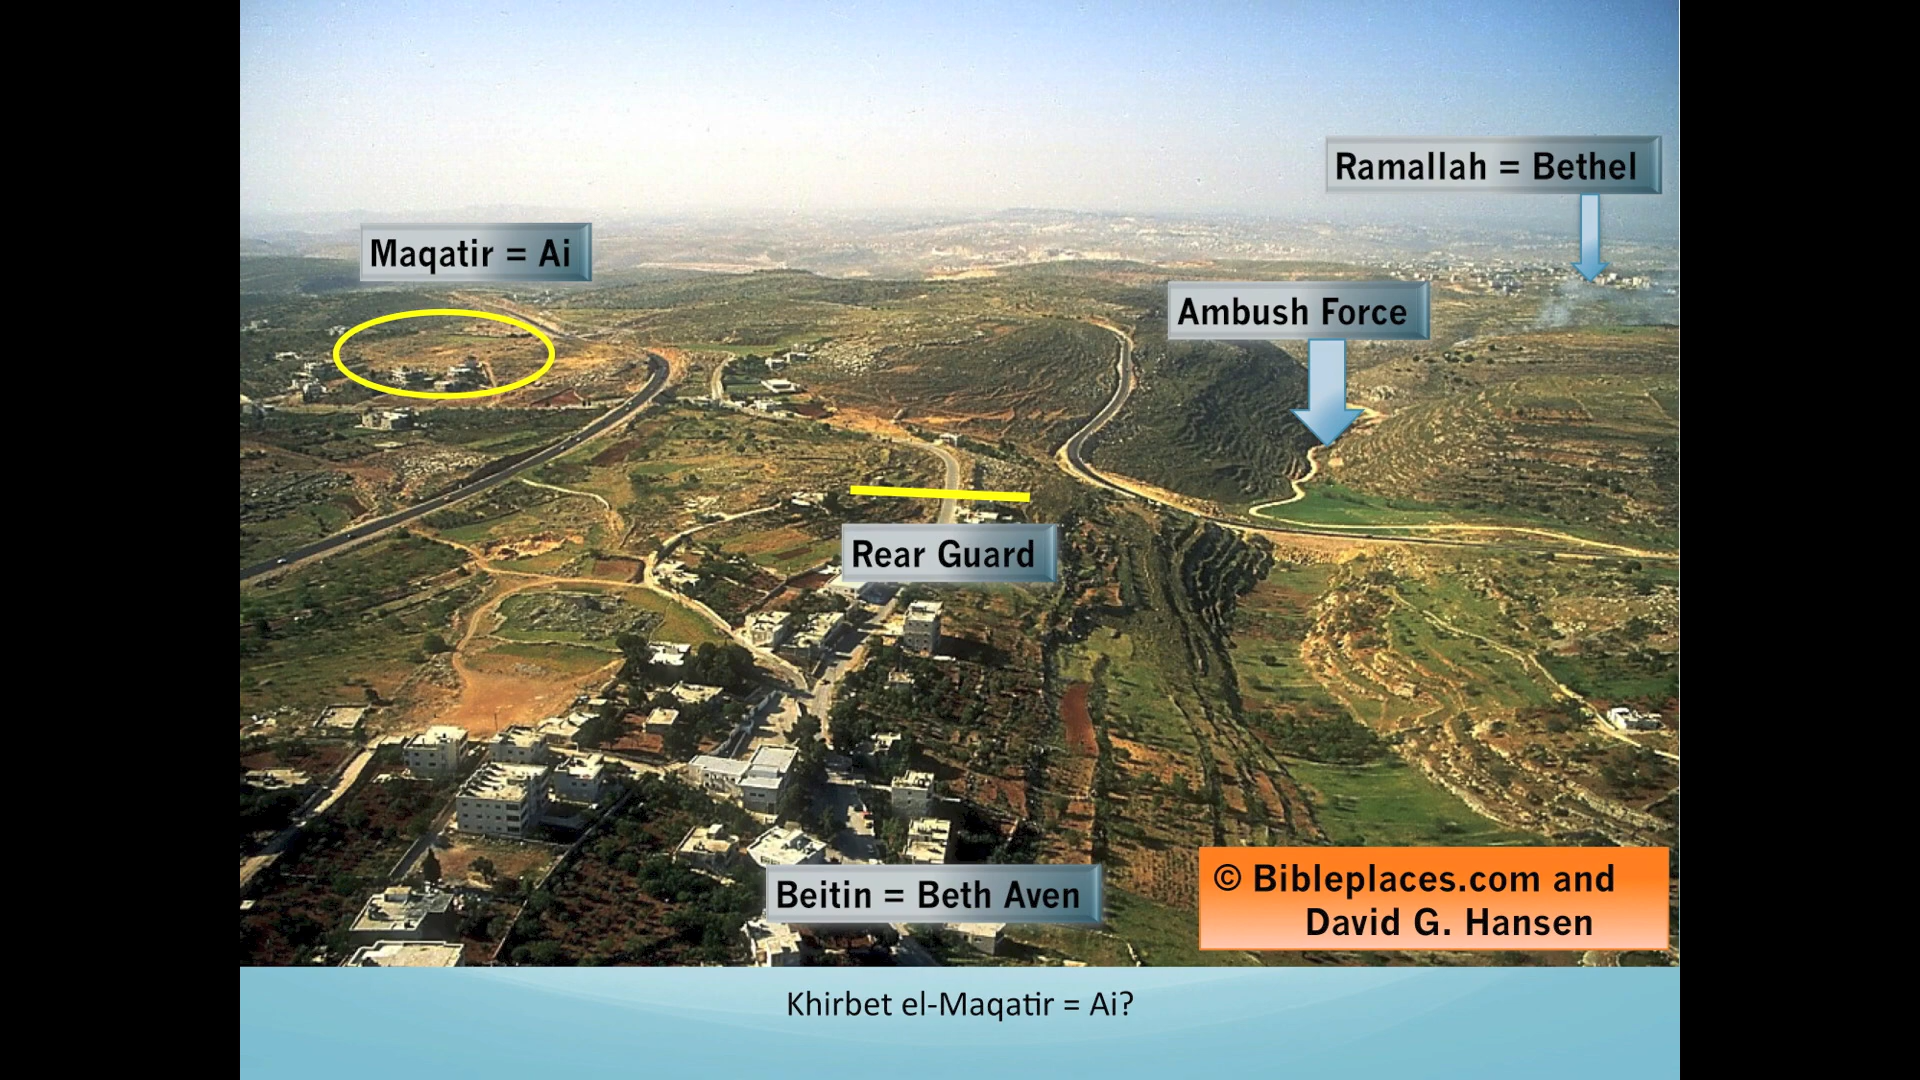 Ramallah = Bethel
Maqatir = Ai
Ambush Force
Rear Guard
Beitin = Beth Aven
© Bibleplaces.com and
David G. Hansen
Khirbet el-Maqatir = Ai?